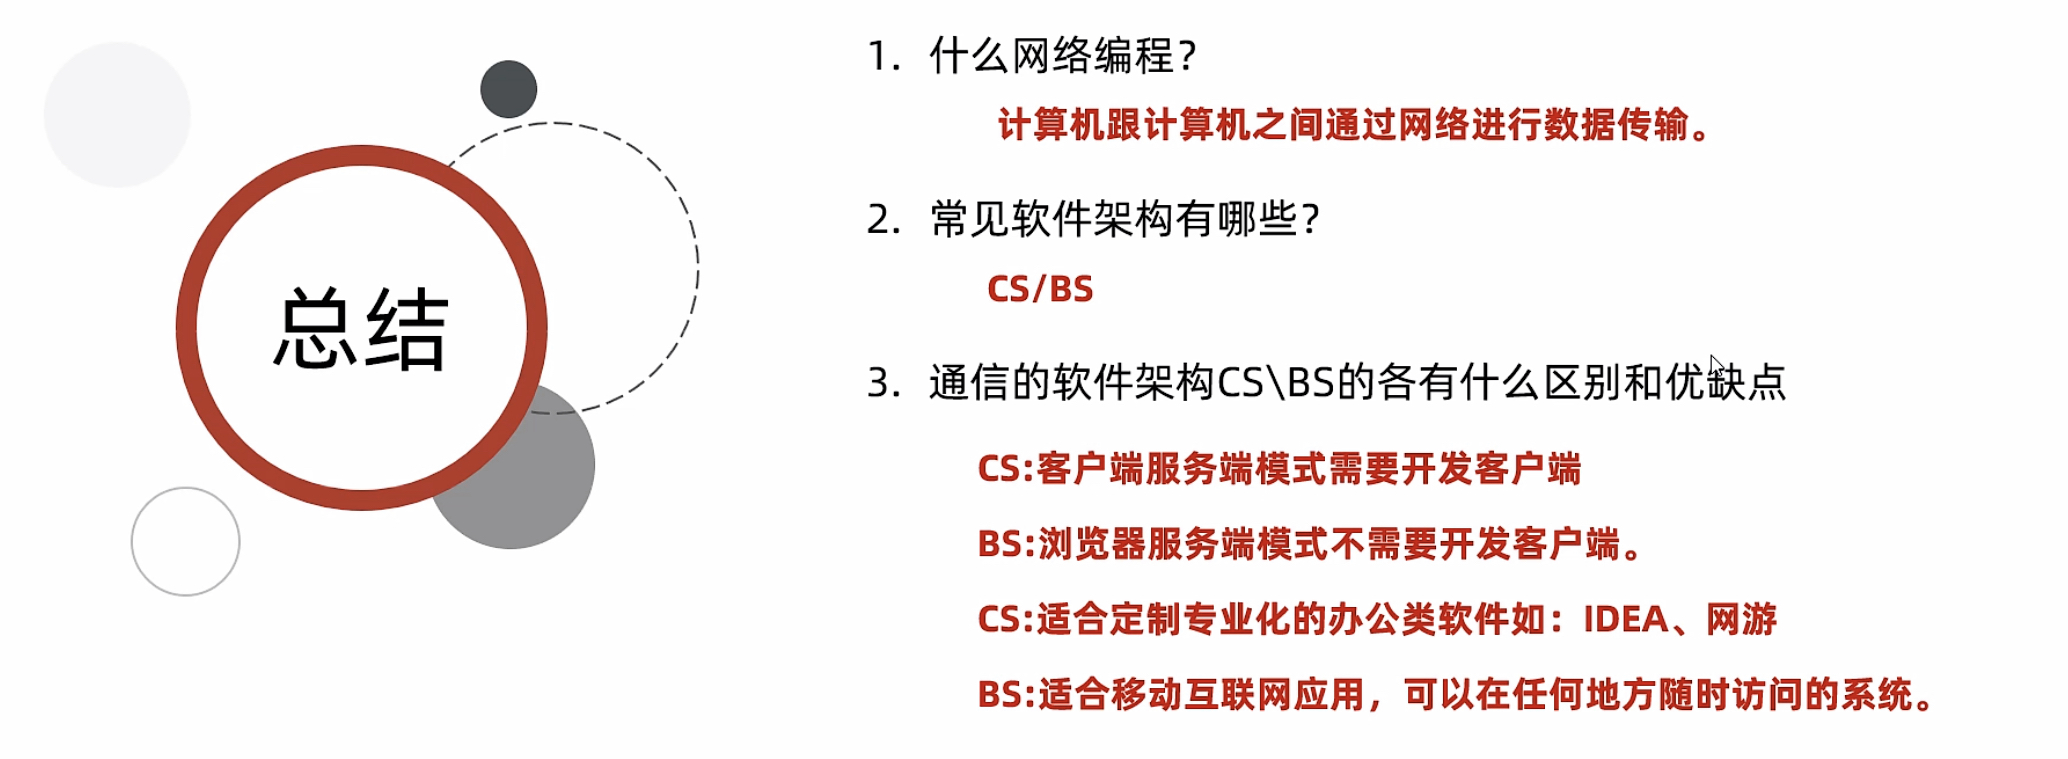 总结
1. 什么网络编程？
计算机跟计算机之间通过网络进行数据传输。
2. 常见软件架构有哪些？
CS/BS
3. 通信的软件架构CS\BS的各有什么区别和优缺点
CS:客户端服务端模式需要开发客户端
BS:浏览器服务端模式不需要开发客户端。
CS:适合定制专业化的办公类软件如：IDEA、网游
BS:适合移动互联网应用，可以在任何地方随时访问的系统。